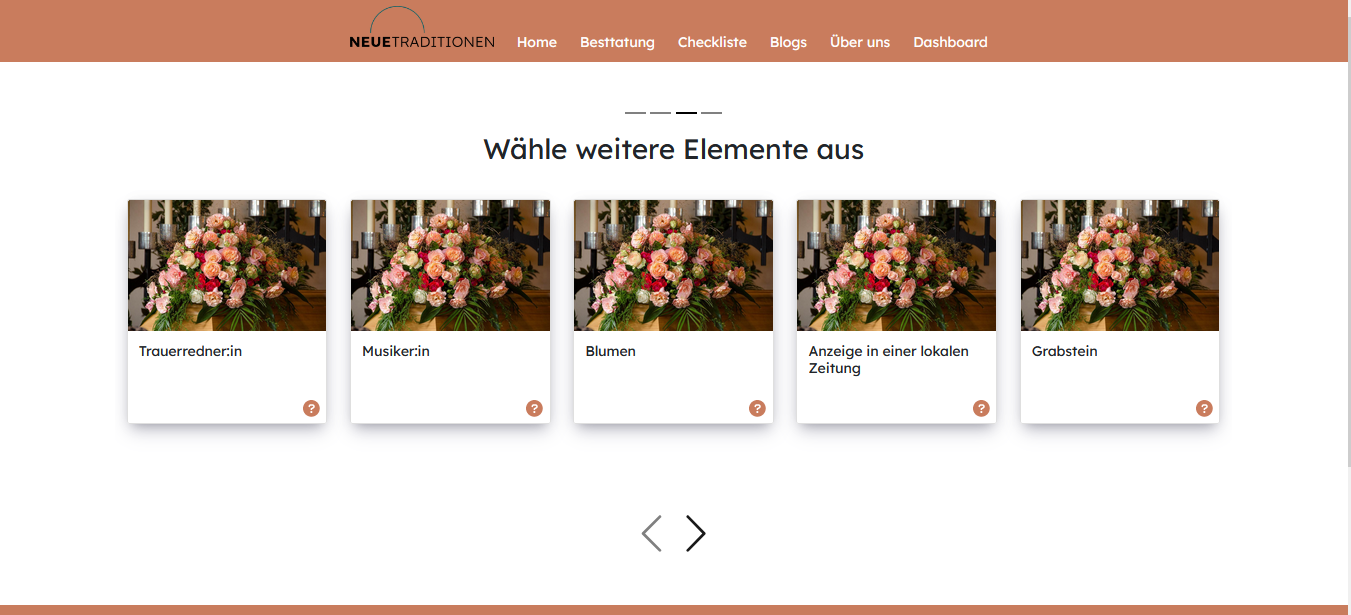 NEUETRADITIONEN
Home
Besttatung
Checkliste
Blogs
Über uns
Dashboard
Wähle weitere Elemente aus
Trauerredner:in
Musiker:in
Blumen
Anzeige in einer lokalen
Zeitung
Grabstein
?
?
?
?
?